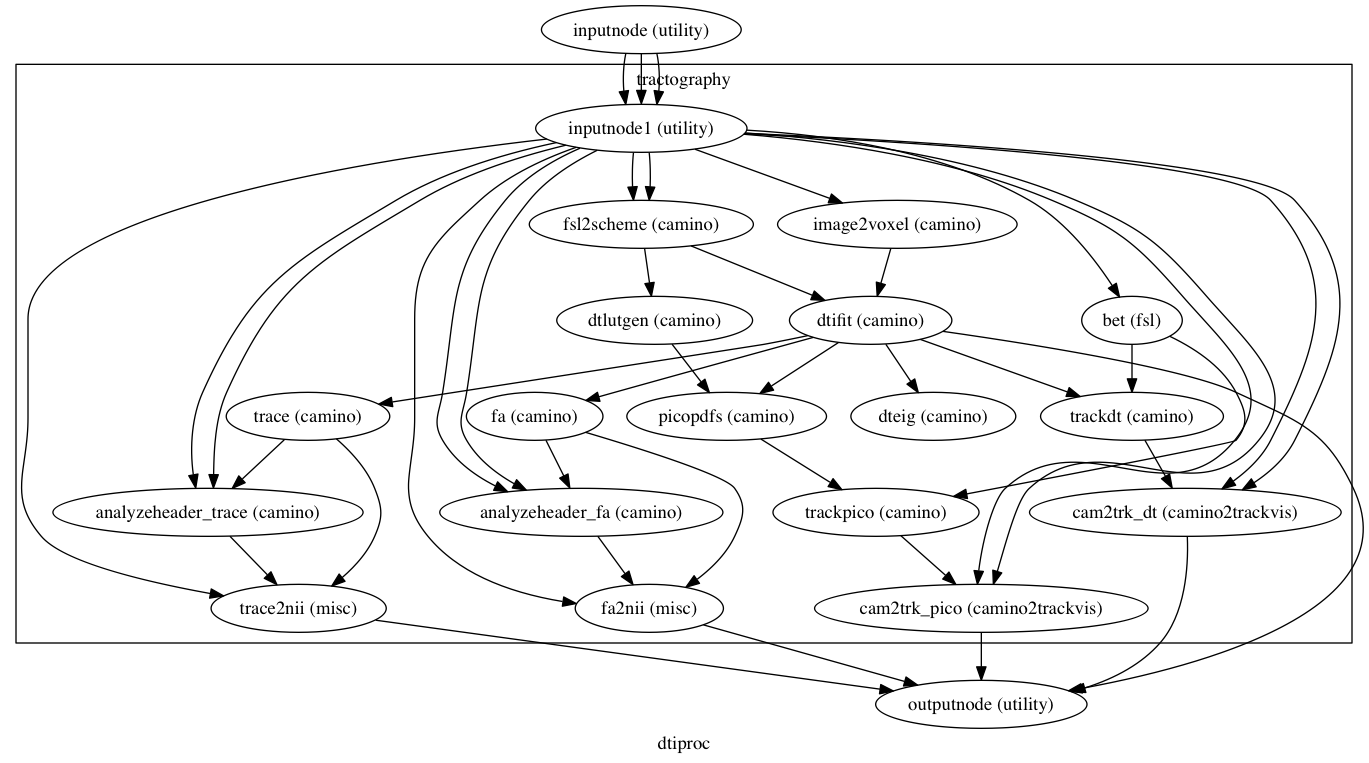 inputnode (utility)
tractography
inputnode1 (utility)
fsl2scheme (camino)
image2voxel (camino)
dtlutgen (camino)
dtifit (camino)
bet (fsl)
trace (camino)
fa (camino)
picopdfs (camino)
dteig (camino)
trackdt (camino)
analyzeheader_trace (camino)
analyzeheader_fa (camino)
trackpico (camino)
cam2trk_dt (camino2trackvis)
trace2nii (misc)
fa2nii (misc)
cam2trk_pico (camino2trackvis)
outputnode (utility)
dtiproc